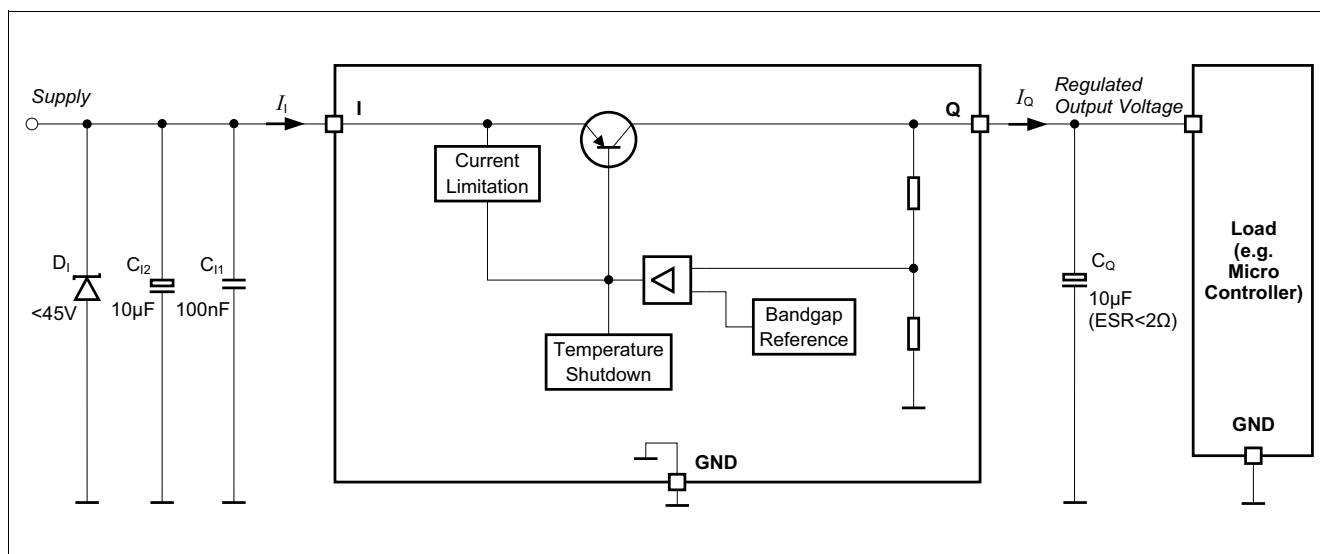 Supply
I_I
I
Q
I_Q
Regulated
Output Voltage
Current
Limitation
D_I
<45V
C_I2
10µF
C_I1
100nF
Bandgap
Reference
Temperature
Shutdown
GND
C_Q
10µF
(ESR<2Ω)
Load
(e.g.
Micro
Controller)
GND